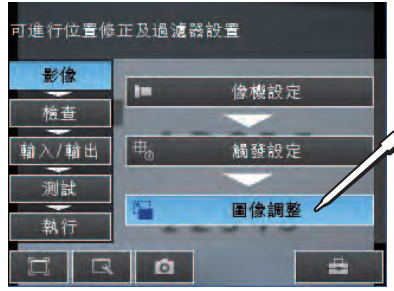 可進行位置修正及過濾器設置
影像
檢查
輸入/輸出
測試
執行
像機設定
觸發設定
圖像調整